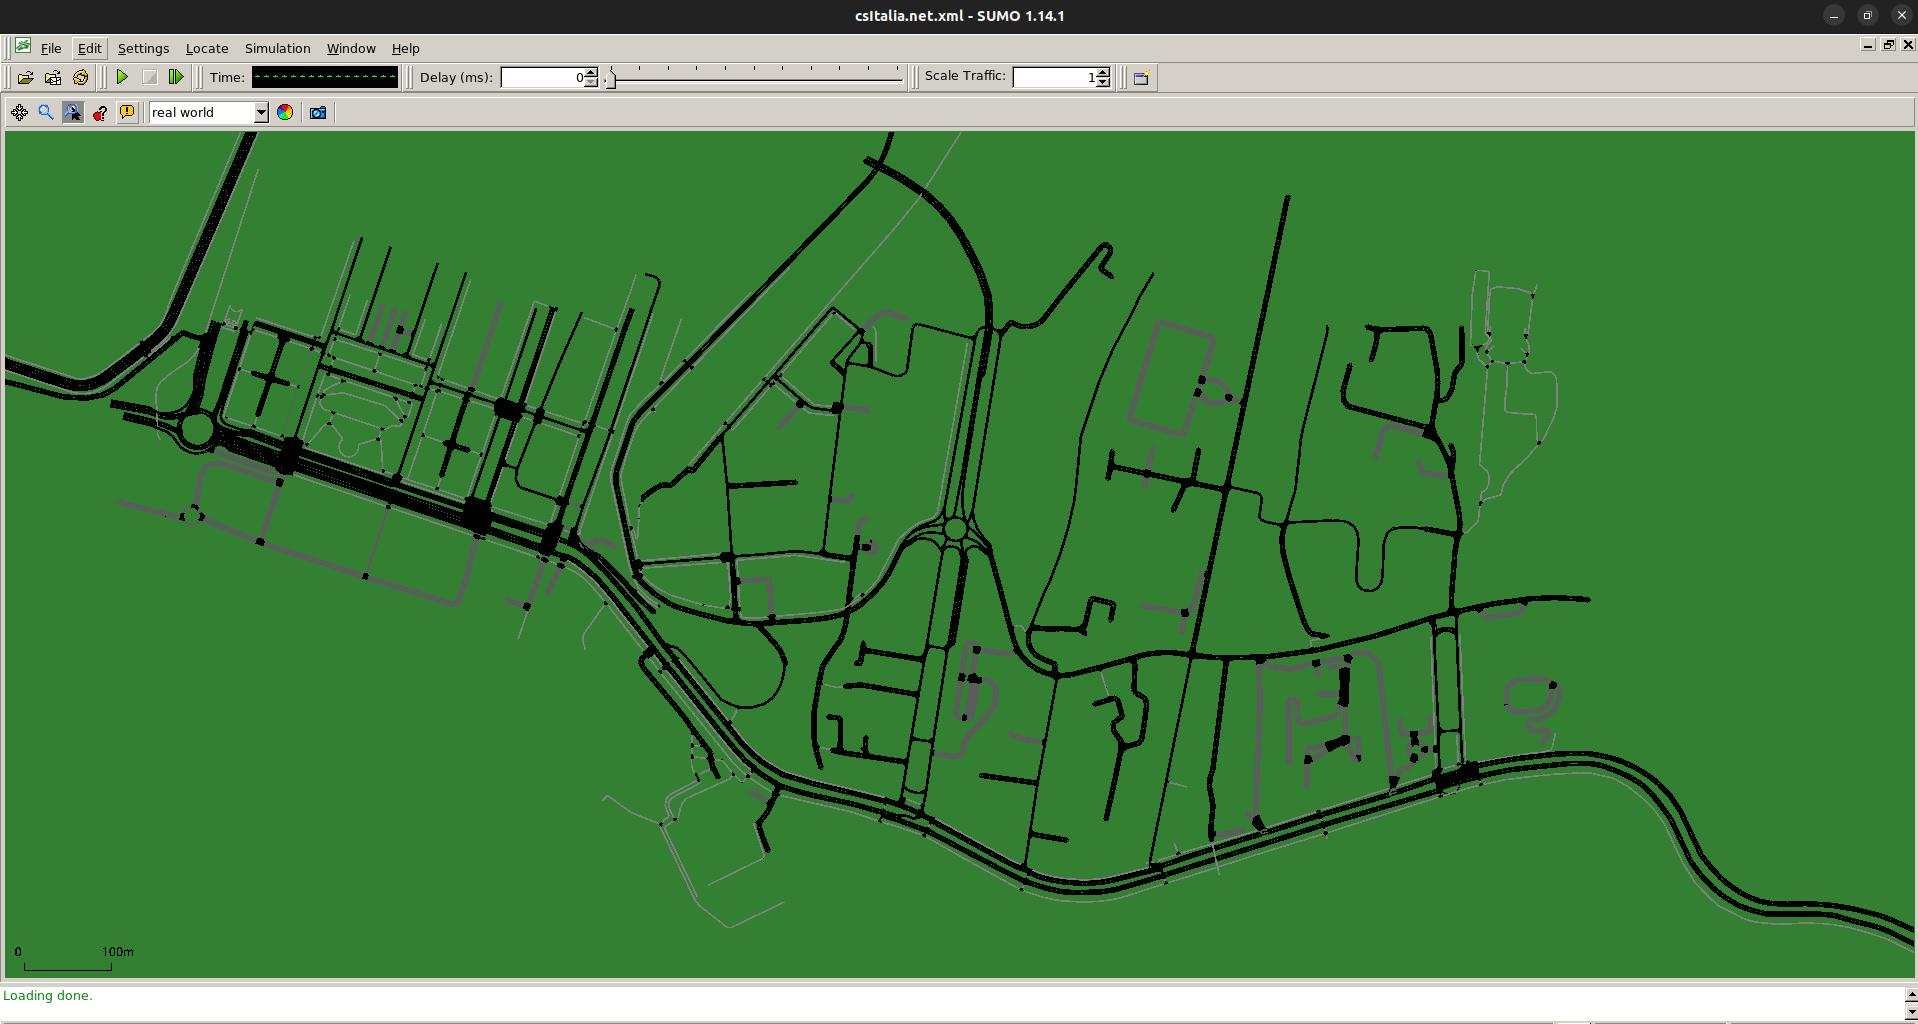 csItalia.net.xml - SUMO 1.14.1
File Edit Settings Locate Simulation Window Help
Time: Delay (ms): 0 Scale Traffic: 1
real world
0 100m
Loading done.